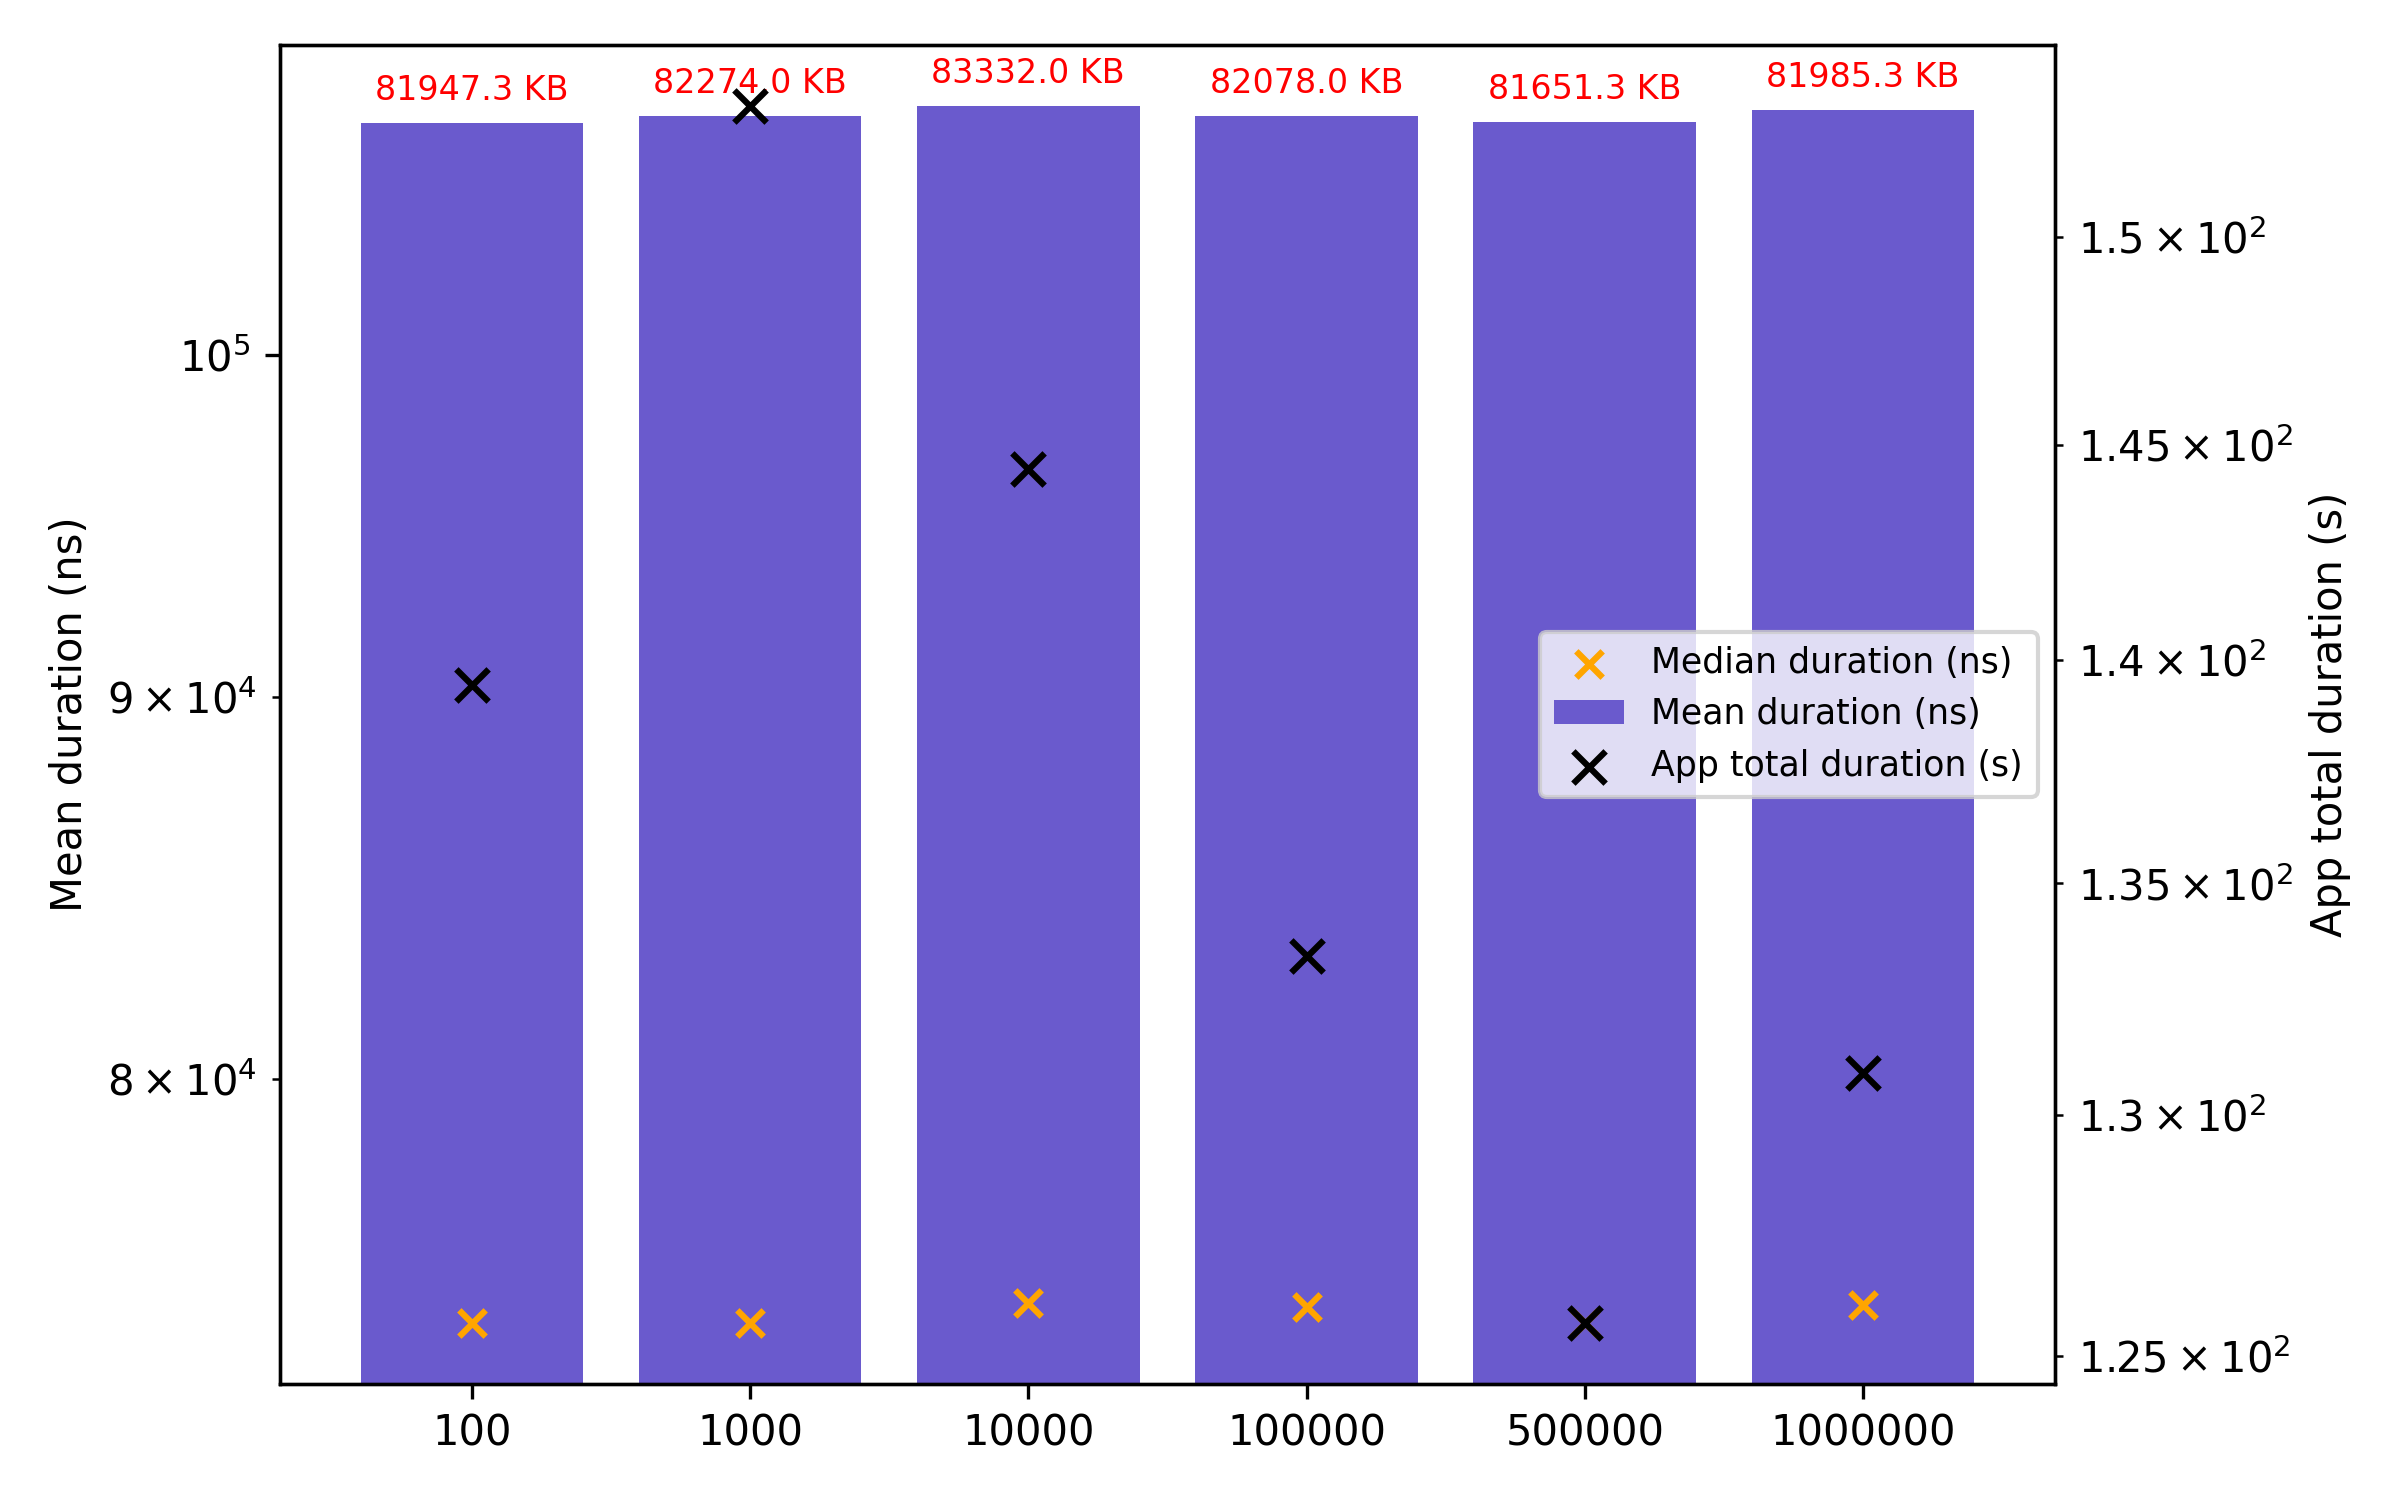 81947.3 KB
82274.0 KB
83332.0 KB
82078.0 KB
81651.3 KB
81985.3 KB
10⁵
9 × 10⁴
8 × 10⁴
Mean duration (ns)
1.5 × 10²
1.45 × 10²
1.4 × 10²
1.35 × 10²
1.3 × 10²
1.25 × 10²
App total duration (s)
Median duration (ns)
Mean duration (ns)
App total duration (s)
100
1000
10000
100000
500000
1000000